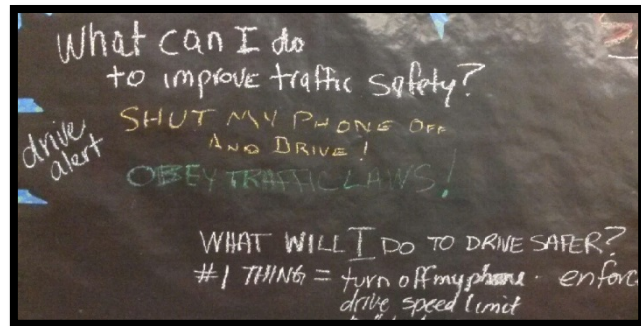 What can I do
to improve traffic safety?
SHUT MY PHONE OFF
AND DRIVE!
drive
alert
OBEY TRAFFIC LAWS!
WHAT WILL I DO TO DRIVE SAFER?
#1 THING = turn off my phone. enforc
drive speed limit